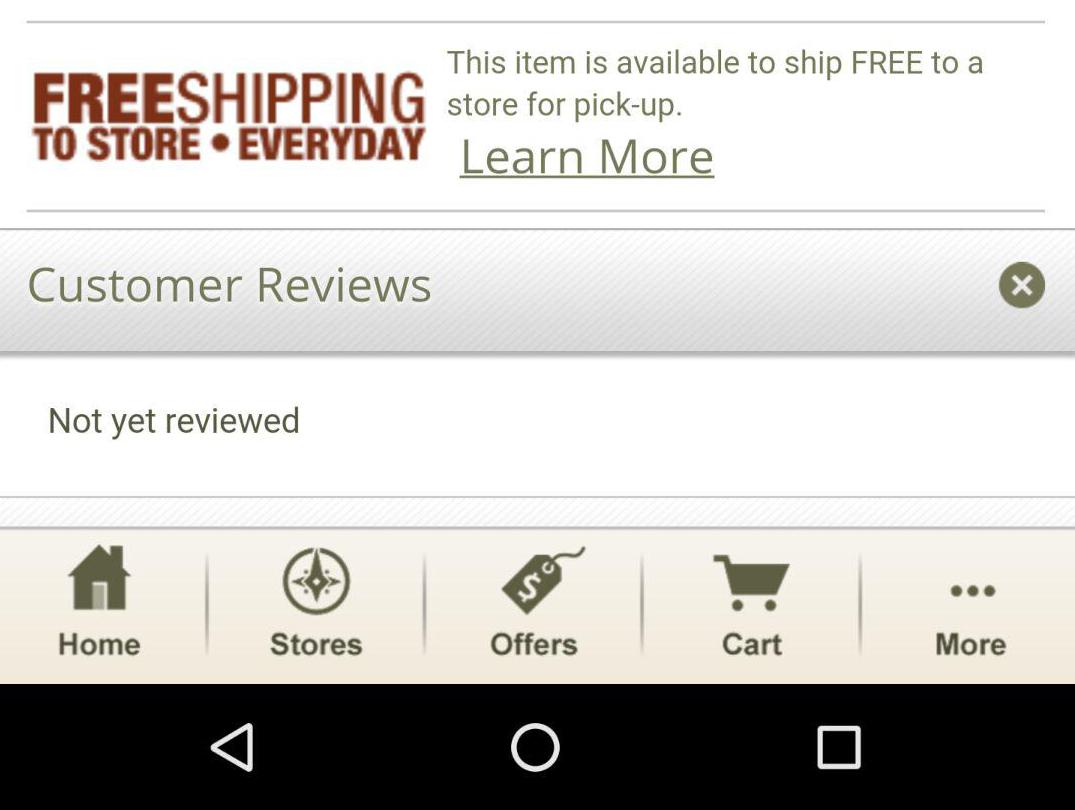 FREESHIPPING
TO STORE • EVERYDAY
This item is available to ship FREE to a
store for pick-up.
Learn More
Customer Reviews
Not yet reviewed
Home
Stores
Offers
Cart
More